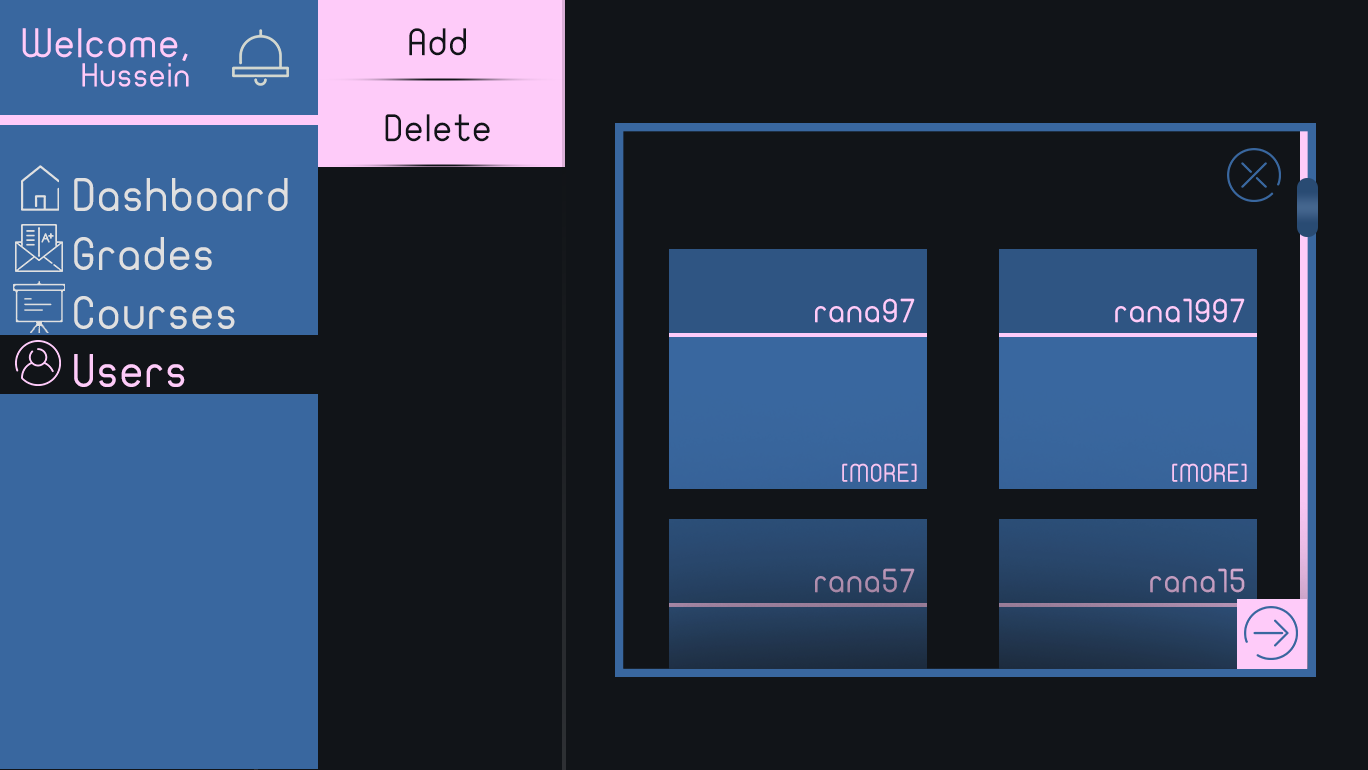 Welcome,
Hussein
Dashboard
A+
Grades
Courses
Users
Add
Delete
rana97
rana1997
[MORE]
[MORE]
rana57
rana15